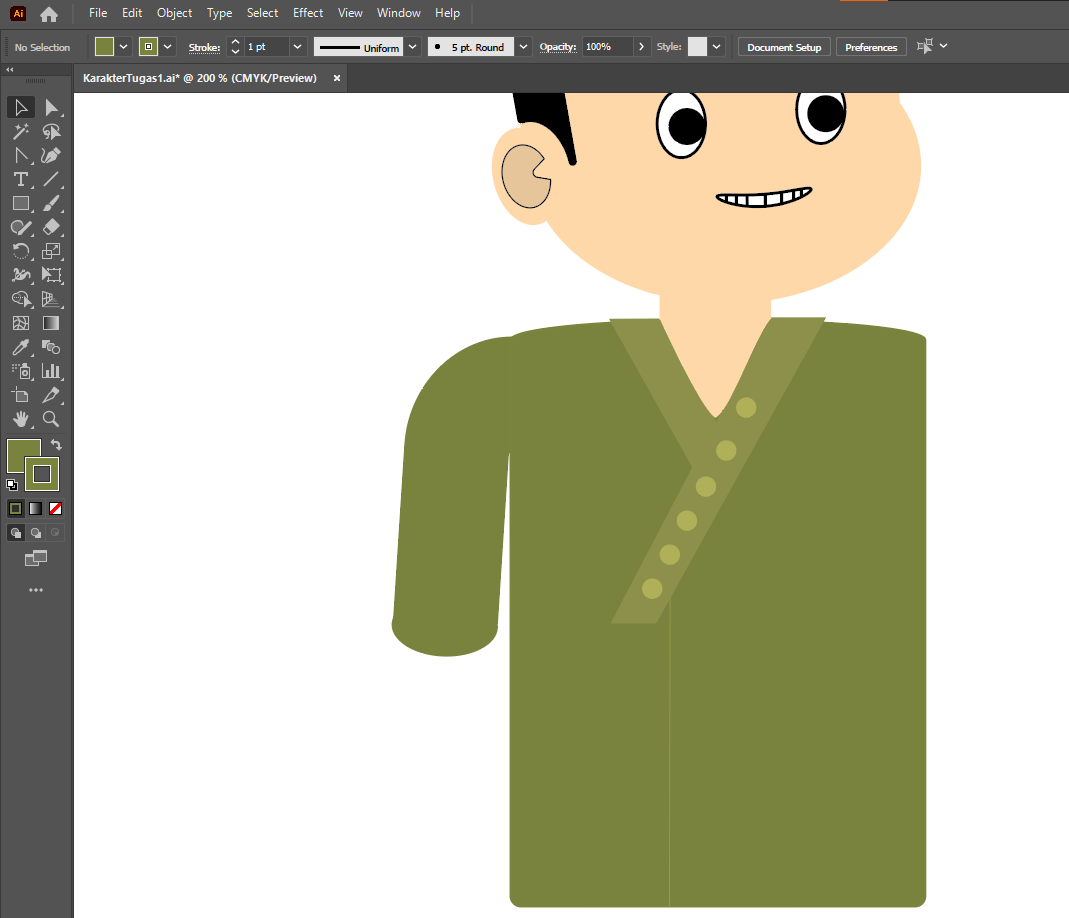 Ai File Edit Object Type Select Effect View Window Help
No Selection Stroke: 1 pt Uniform 5 pt. Round Opacity: 100% Style: Document Setup Preferences
KarakterTugas1.ai* @ 200 % (CMYK/Preview) ×
T